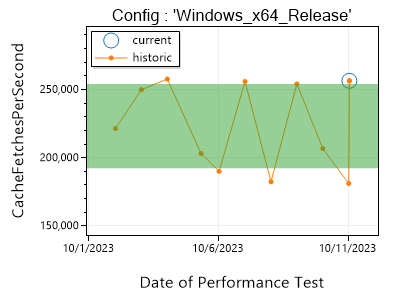 Config : 'Windows_x64_Release'
current
historic
CacheFetchesPerSecond
250,000
200,000
150,000
10/1/2023
10/6/2023
10/11/2023
Date of Performance Test